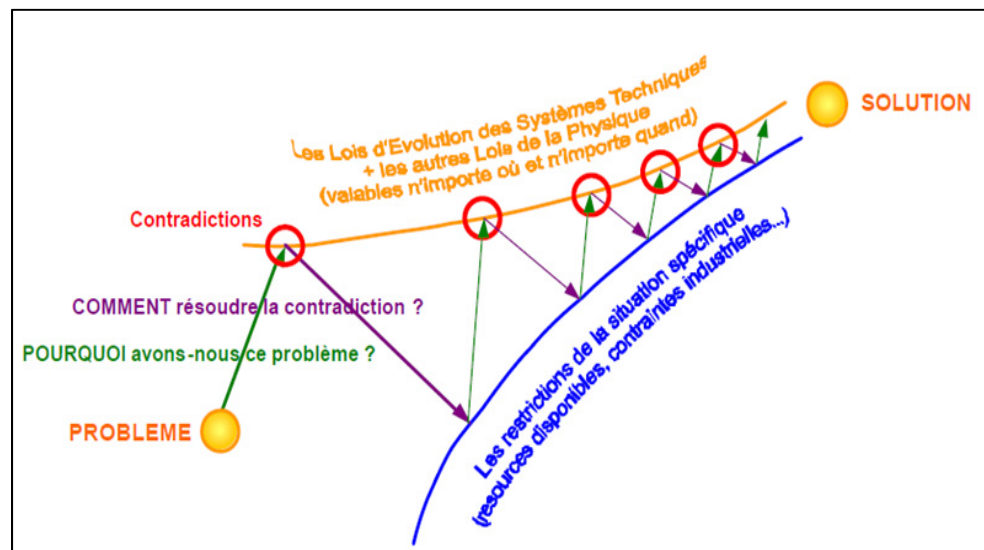 Les Lois d'Evolution des Systèmes Techniques
+ les autres Lois de la Physique
(valables n'importe où et n'importe quand)
SOLUTION
Contradictions
COMMENT résoudre la contradiction ?
POURQUOI avons-nous ce problème ?
PROBLEME
Les restrictions de la situation spécifique
(resources disponibles, contraintes industrielles...)